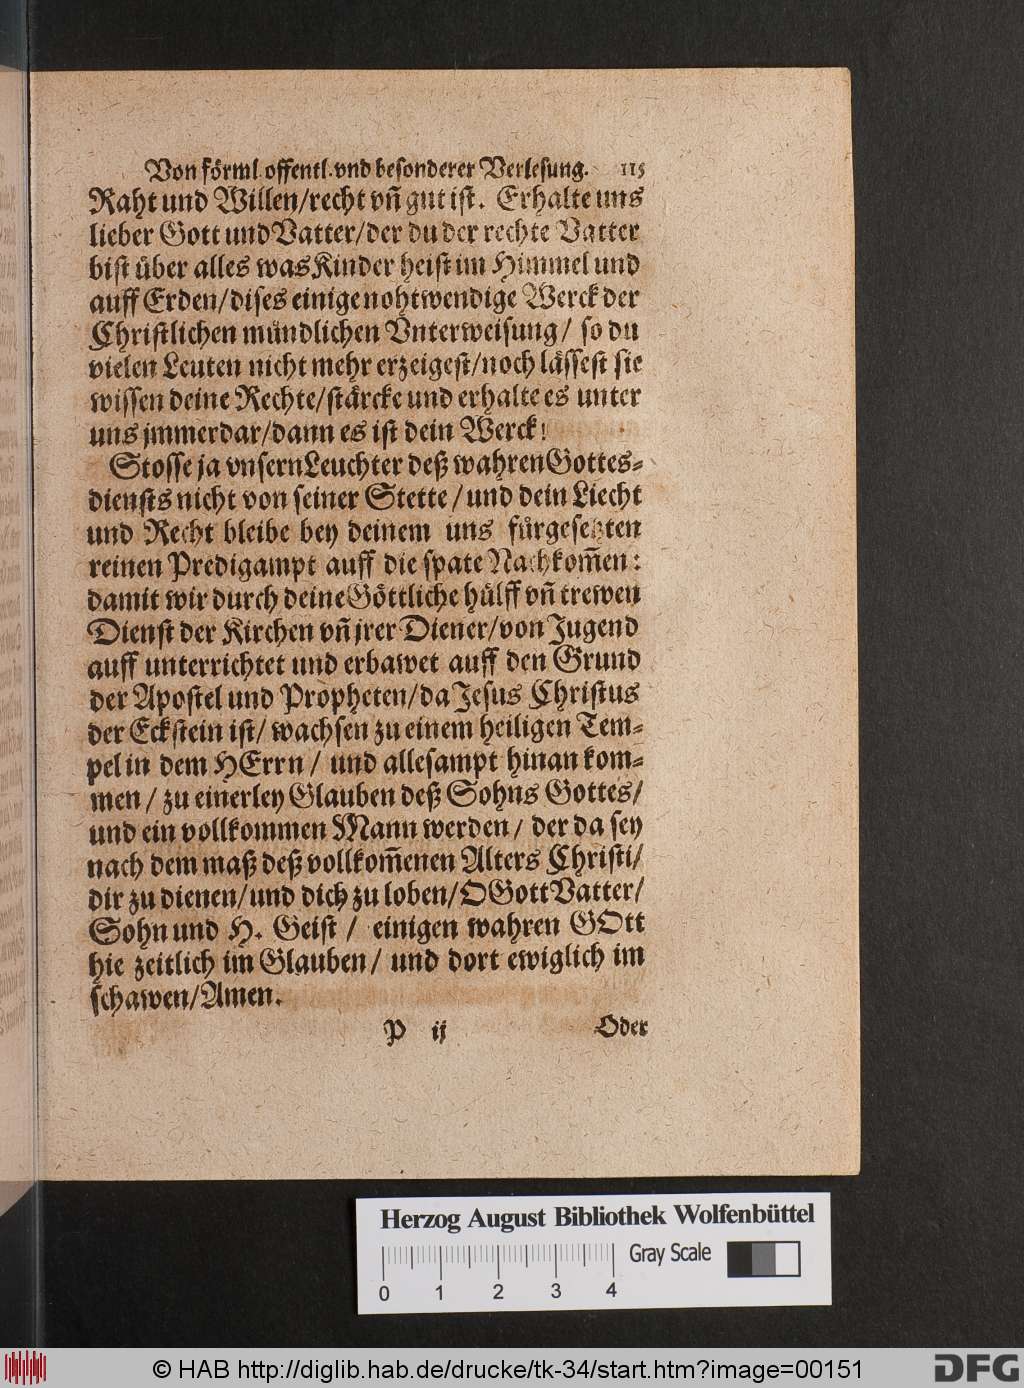 Von förml. offentl. vnd besonderer Verlesung. 115
Raht und Willen/recht vñ gut ist. Erhalte uns
lieber Gott und Vatter/der du der rechte Vatter
bist über alles was Kinder heist im Himmel und
auff Erden/dises einige nohtwendige Werck der
Christlichen mündlichen Vnterweisung/ so du
vielen Leuten nicht mehr erzeigest/noch lässest sie
wissen deine Rechte/stärcke und erhalte es unter
uns jmmerdar/dann es ist dein Werck!
Stosse ja vnsern Leuchter deß wahren Gottes-
diensts nicht von seiner Stette/und dein Liecht
und Recht bleibe bey deinem uns fürgesetzten
reinen Predigampt auff die spate Nachkom̃en:
damit wir durch deine Göttliche hülff vñ trewen
Dienst der Kirchen vñ jrer Diener/von Jugend
auff unterrichtet und erbawet auff den Grund
der Apostel und Propheten/da Jesus Christus
der Eckstein ist/ wachsen zu einem heiligen Tem-
pel in dem HErrn/ und allesampt hinan kom-
men/ zu einerley Glauben deß Sohns Gottes/
und ein vollkommen Mann werden/ der da sey
nach dem maß deß vollkom̃enen Alters Christi/
dir zu dienen/und dich zu loben/O Gott Vatter/
Sohn und H. Geist/ einigen wahren GOtt
hie zeitlich im Glauben/ und dort ewiglich im
schawen/Amen.
P ij Oder
Herzog August Bibliothek Wolfenbüttel
Gray Scale
0 1 2 3 4
© HAB http://diglib.hab.de/drucke/tk-34/start.htm?image=00151
DFG